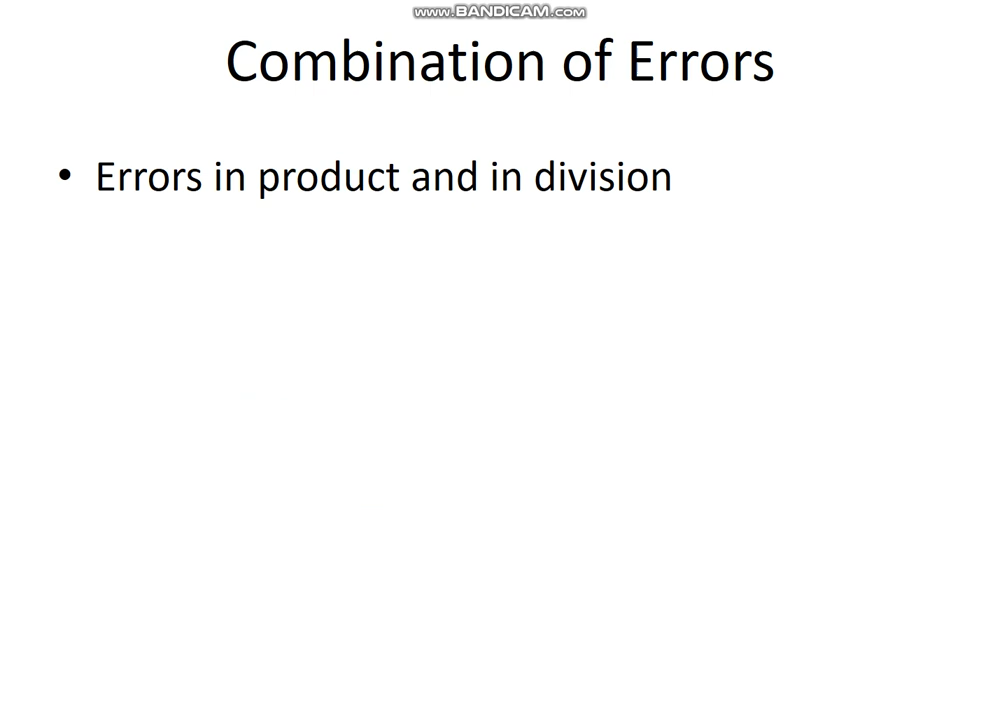 www.BANDICAM.com
Combination of Errors
• Errors in product and in division